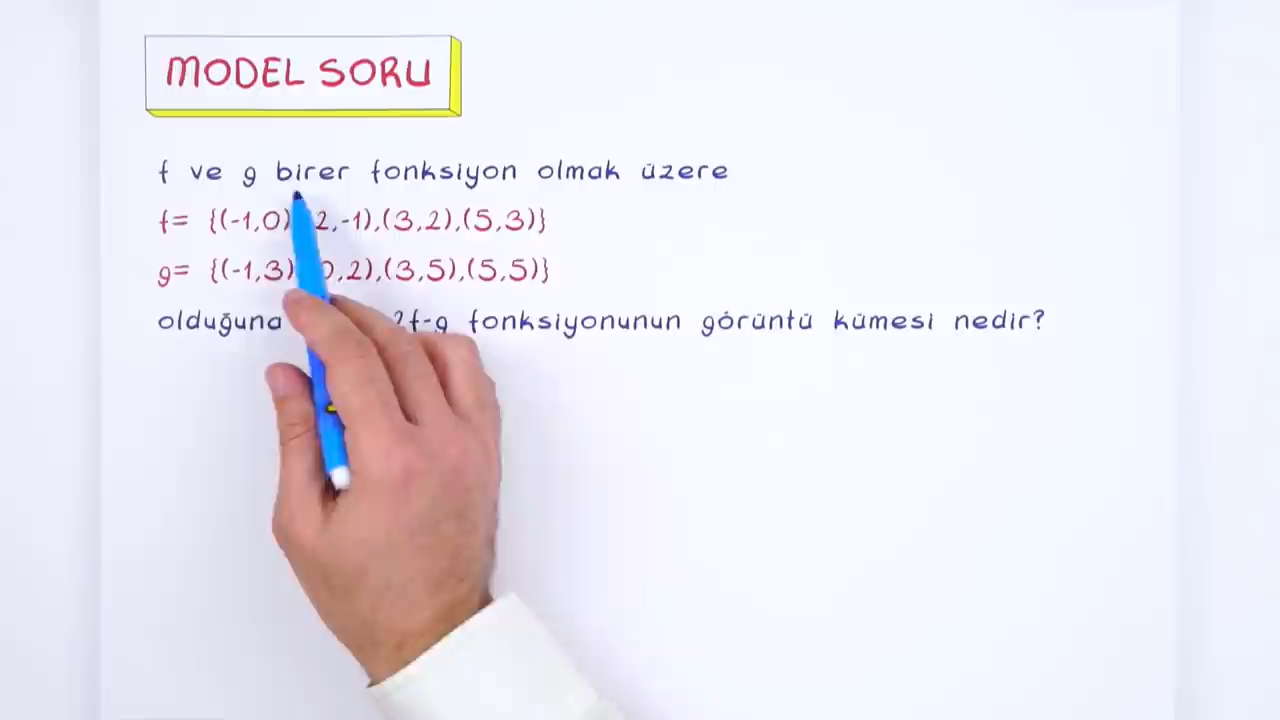 MODEL SORU
f ve g birer fonksiyon olmak üzere
f= {(-1,0) 2,-1),(3,2),(5,3)}
g= {(-1,3) 0,2),(3,5),(5,5)}
olduğuna 2f-g fonksiyonunun görüntü kümesi nedir?